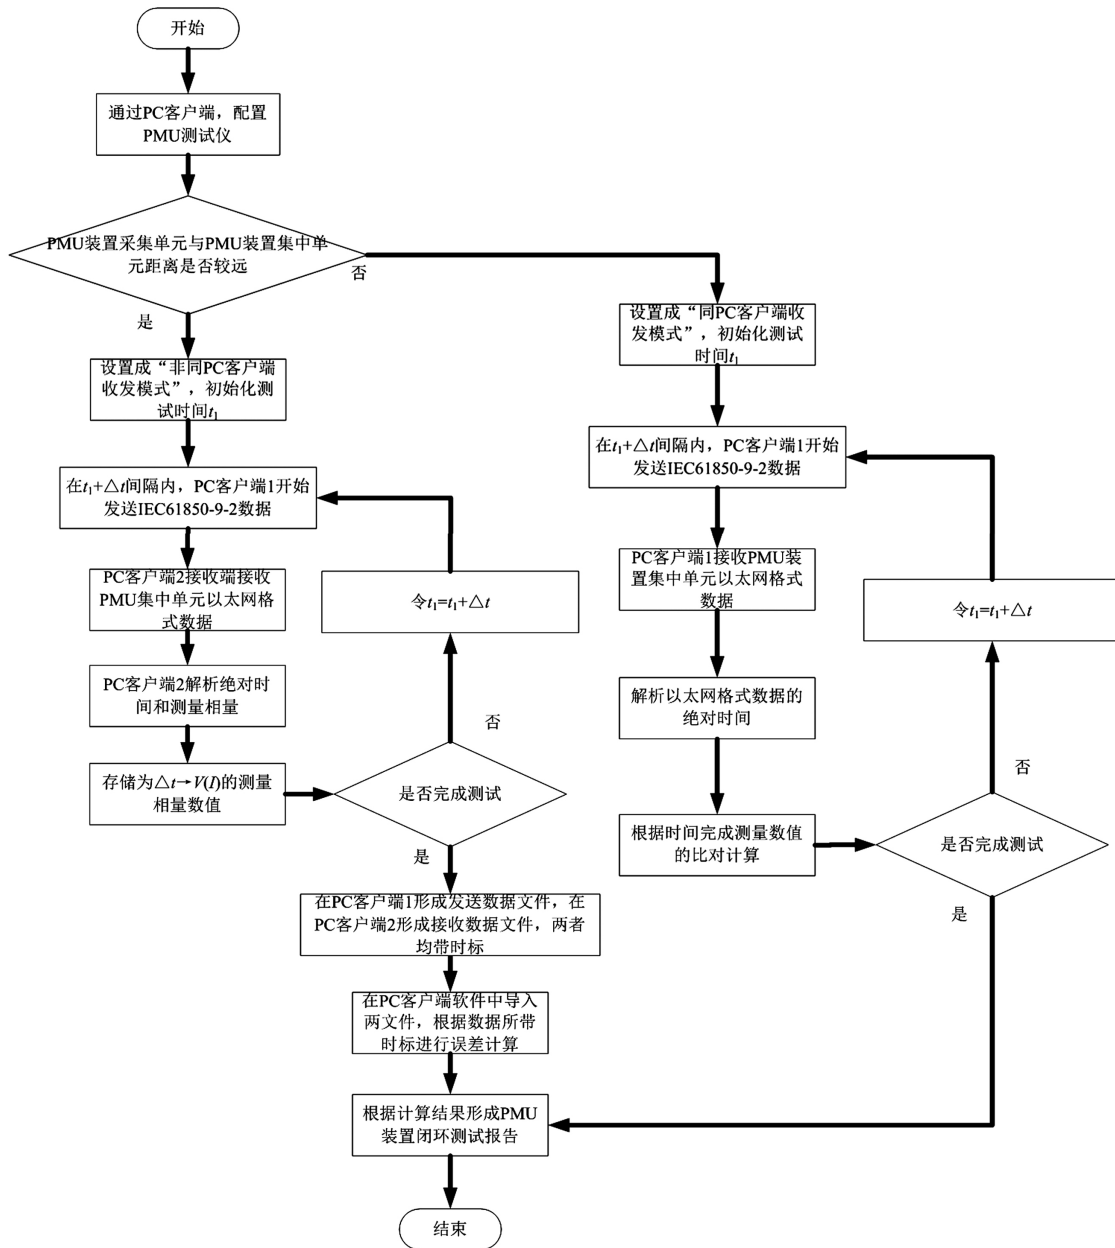 开始
通过PC客户端，配置
PMU测试仪
PMU装置采集单元与PMU装置集中单
元距离是否较远
否
是
设置成“同PC客户端收
发模式”，初始化测试
时间t₁
设置成“非同PC客户端
收发模式”，初始化测
试时间t₁
在t₁+△t间隔内，PC客户端1开始
发送IEC61850-9-2数据
在t₁+△t间隔内，PC客户端1开始
发送IEC61850-9-2数据
PC客户端2接收端接收
PMU集中单元以太网格
式数据
令t₁=t₁+△t
PC客户端1接收PMU装
置集中单元以太网格式
数据
令t₁=t₁+△t
PC客户端2解析绝对时
间和测量相量
解析以太网格式数据的
绝对时间
否
否
存储为△t→V(I)的测量
相量数值
是否完成测试
根据时间完成测量数值
的比对计算
是否完成测试
是
是
在PC客户端1形成发送数据文件，在
PC客户端2形成接收数据文件，两者
均带时标
在PC客户端软件中导入
两文件，根据数据所带
时标进行误差计算
根据计算结果形成PMU
装置闭环测试报告
结束